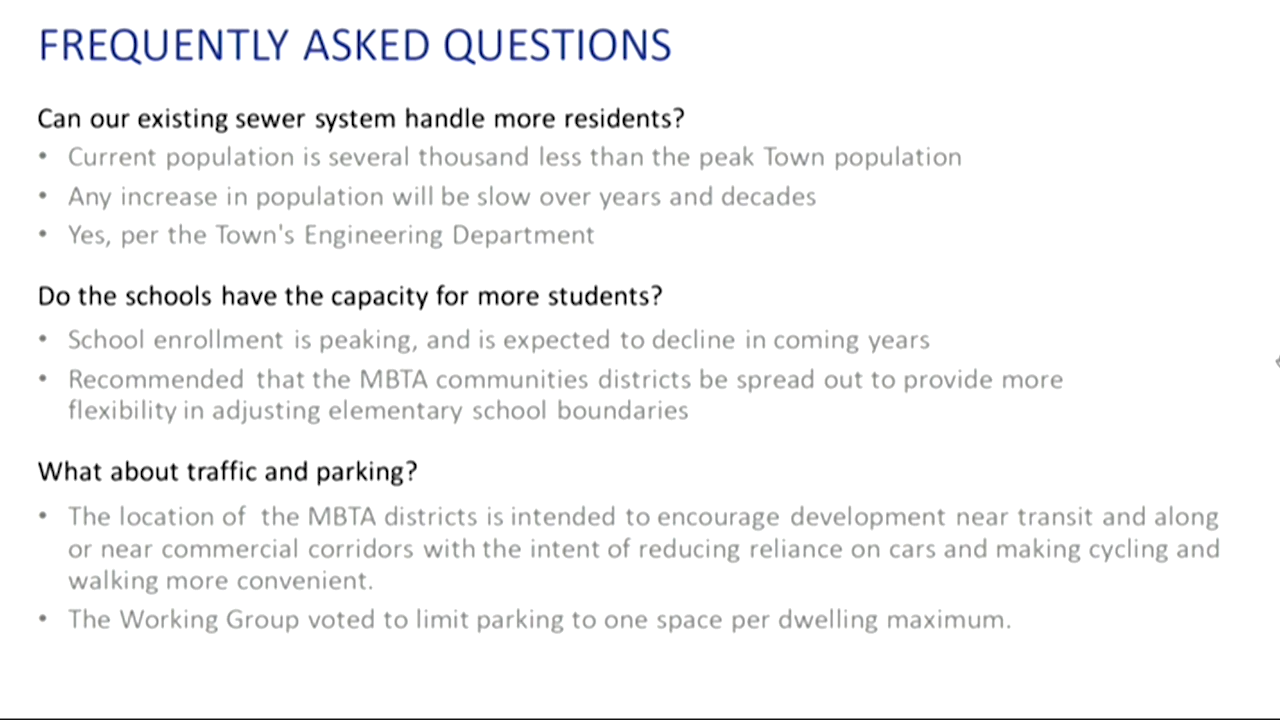 FREQUENTLY ASKED QUESTIONS
Can our existing sewer system handle more residents?
• Current population is several thousand less than the peak Town population
• Any increase in population will be slow over years and decades
• Yes, per the Town's Engineering Department
Do the schools have the capacity for more students?
• School enrollment is peaking, and is expected to decline in coming years
• Recommended that the MBTA communities districts be spread out to provide more
flexibility in adjusting elementary school boundaries
What about traffic and parking?
• The location of the MBTA districts is intended to encourage development near transit and along
or near commercial corridors with the intent of reducing reliance on cars and making cycling and
walking more convenient.
• The Working Group voted to limit parking to one space per dwelling maximum.